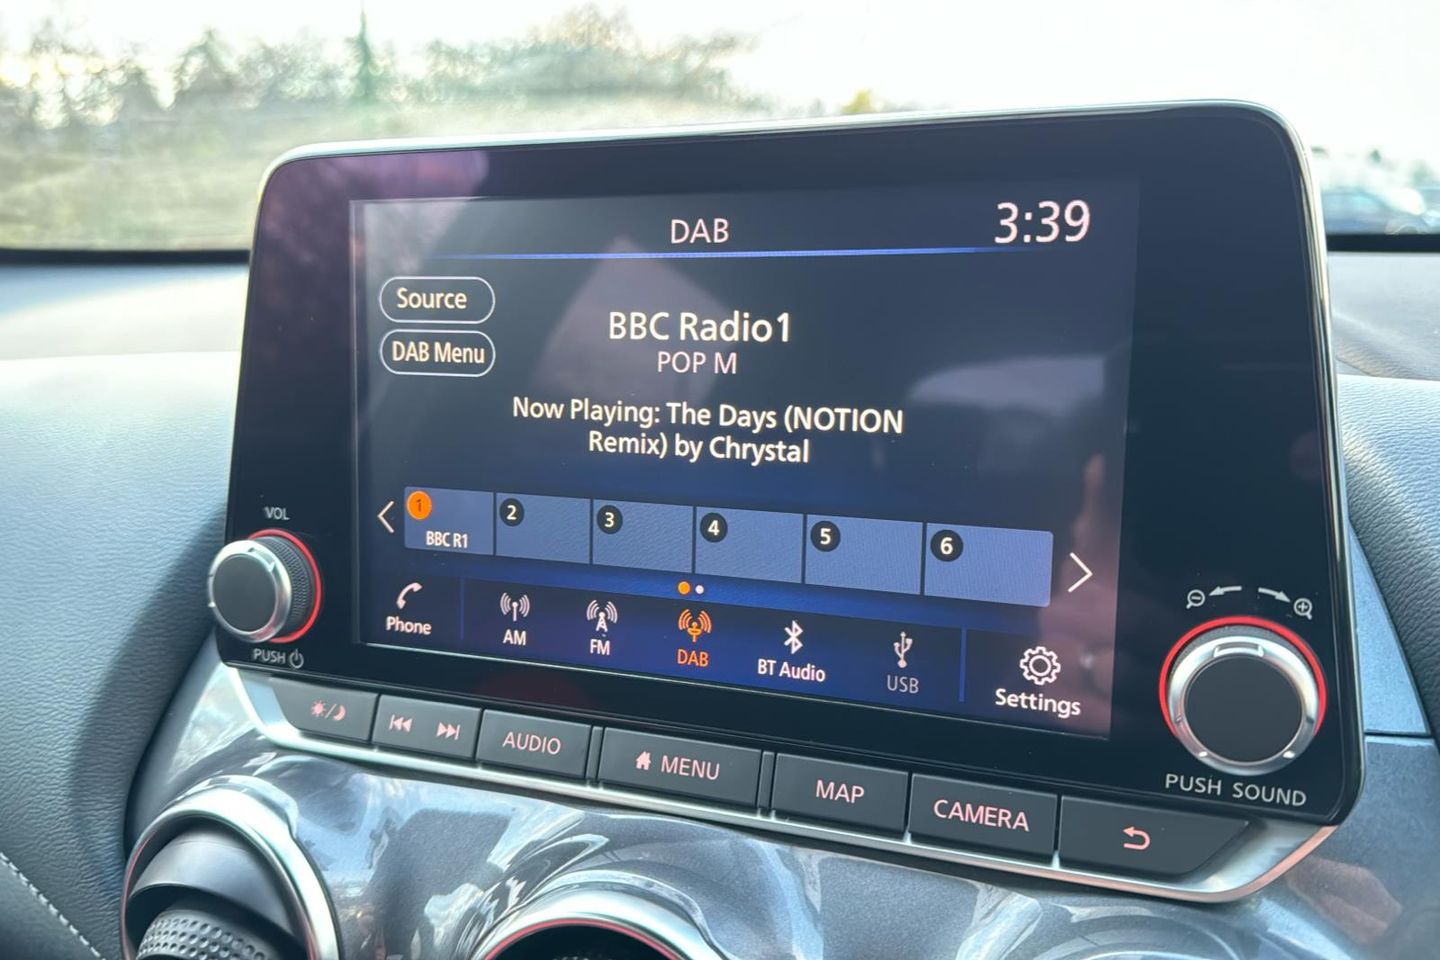 DAB
3:39
Source
DAB Menu
BBC Radio1
POP M
Now Playing: The Days (NOTION
Remix) by Chrystal
1
BBC R1
2
3
4
5
6
Phone
AM
FM
DAB
BT Audio
USB
Settings
VOL
PUSH
PUSH SOUND
AUDIO
MENU
MAP
CAMERA